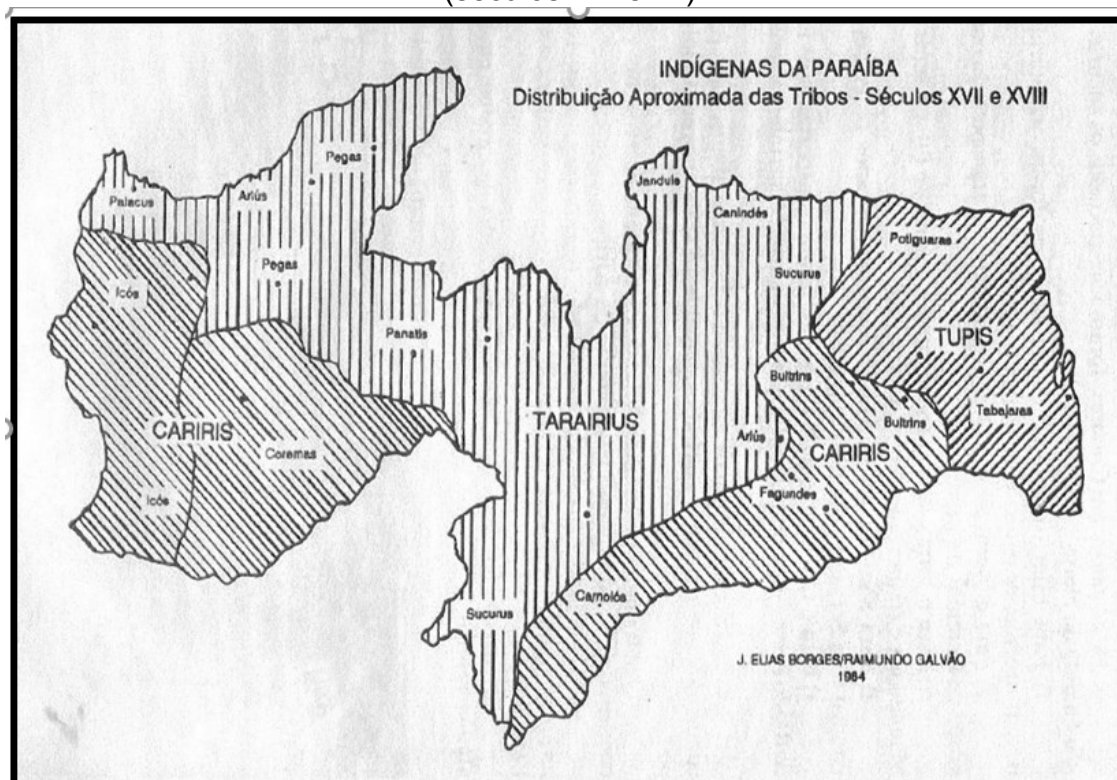 INDÍGENAS DA PARAÍBA
Distribuição Aproximada das Tribos - Séculos XVII e XVIII
Pegas
Palacus
Ariús
Janduis
Canindés
Potiguaras
Pegas
Sucurus
Icós
Panatis
TUPIS
Bultrins
Tabajaras
Bultrins
CARIRIS
TARAIRIUS
Ariús
Coremas
CARIRIS
Icós
Fagundes
Carnoiós
Sucurus
J. ELIAS BORGES/RAIMUNDO GALVÃO
1984